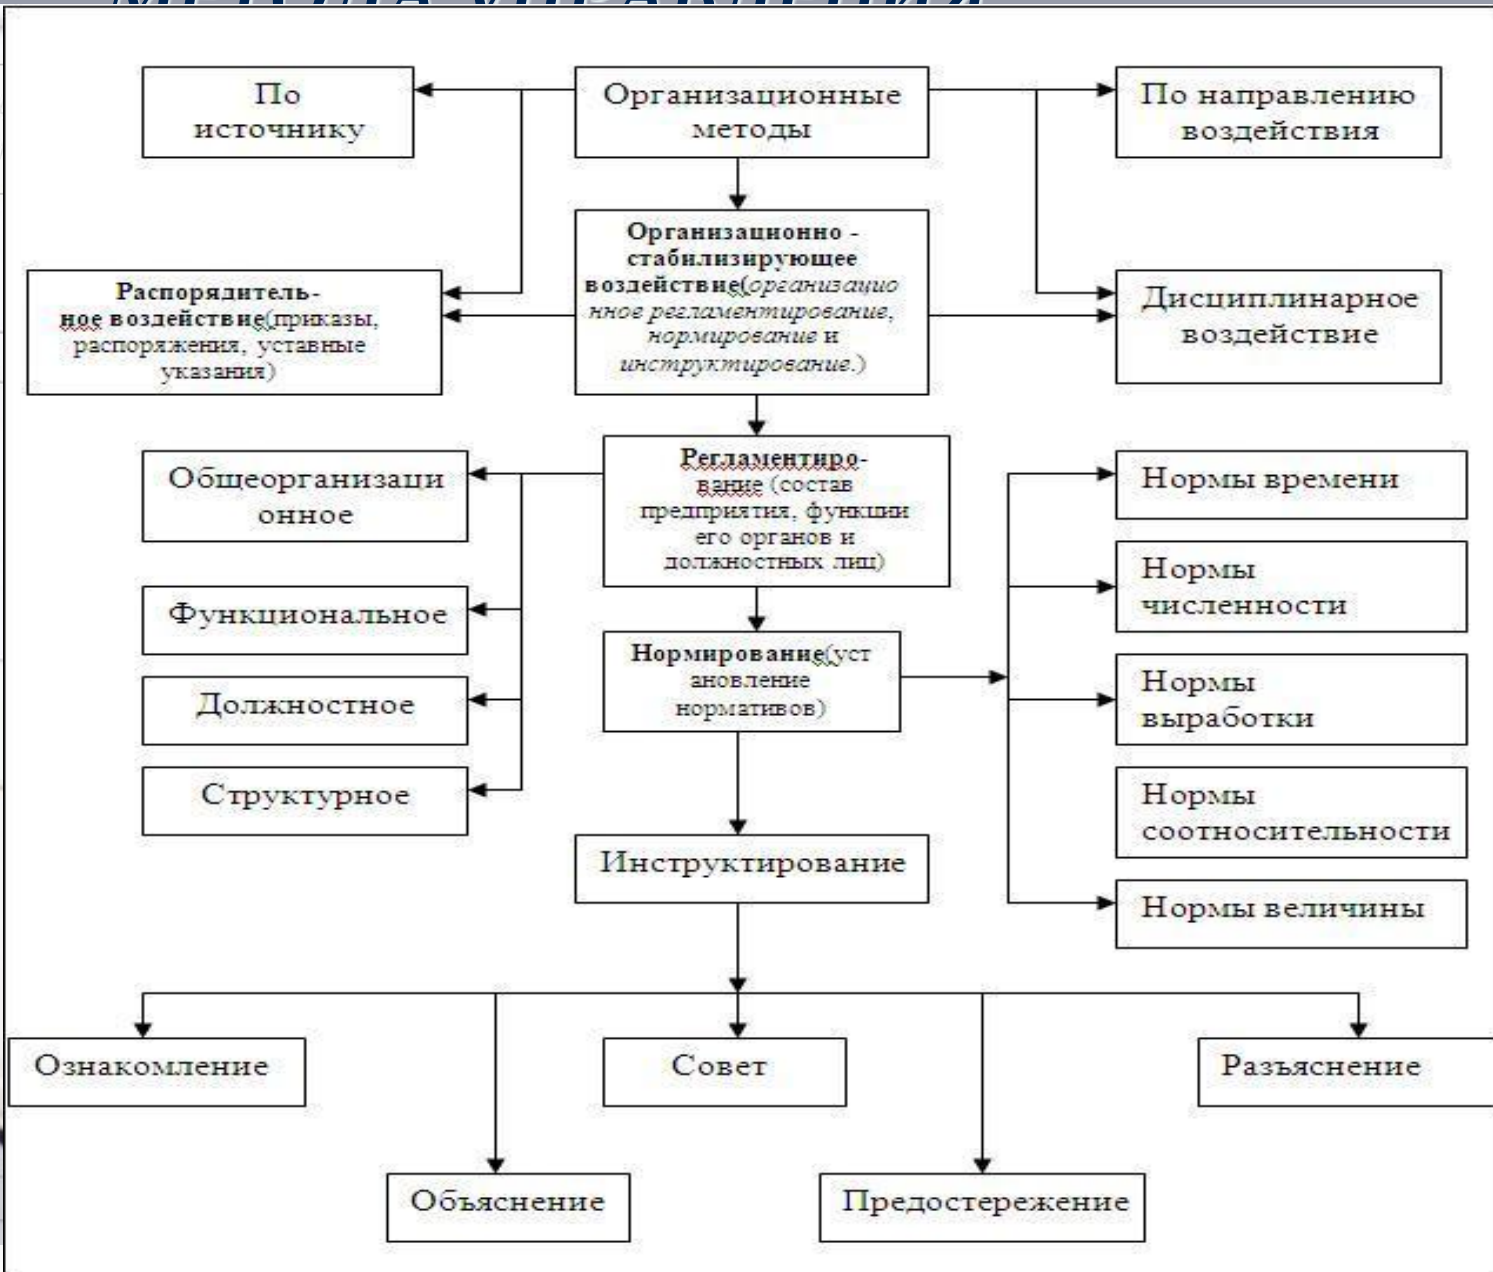 По
источнику
Организационные
методы
По направлению
воздействия
Распорядитель-
ное воздействие(приказы,
распоряжения, уставные
указания)
Организационно -
стабилизирующее
воздействие(организацио
нное регламентирование,
нормирование и
инструктирование.)
Дисциплинарное
воздействие
Общеорганизаци
онное
Функциональное
Должностное
Структурное
Регламентиро-
вание (состав
предприятия, функции
его органов и
должностных лиц)
Нормирование(уст
ановление
нормативов)
Нормы времени
Нормы
численности
Нормы
выработки
Нормы
соотносительности
Нормы величины
Инструктирование
Ознакомление
Совет
Разъяснение
Объяснение
Предостережение